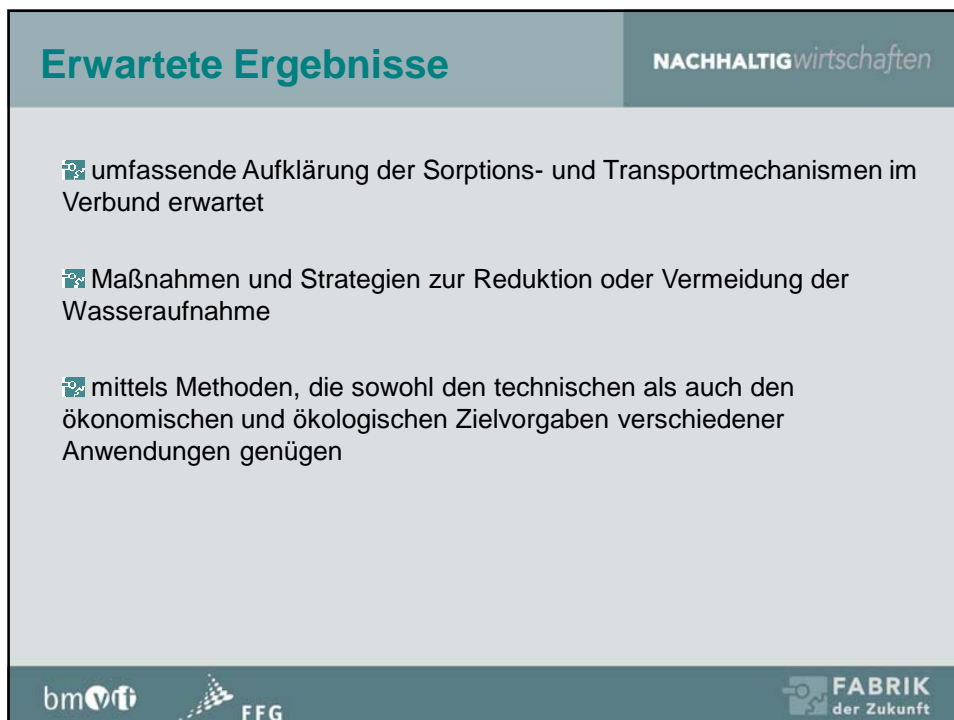 Erwartete Ergebnisse
NACHHALTIGwirtschaften
umfassende Aufklärung der Sorptions- und Transportmechanismen im
Verbund erwartet
Maßnahmen und Strategien zur Reduktion oder Vermeidung der
Wasseraufnahme
mittels Methoden, die sowohl den technischen als auch den
ökonomischen und ökologischen Zielvorgaben verschiedener
Anwendungen genügen
bmvit
FFG
FABRIK
der Zukunft